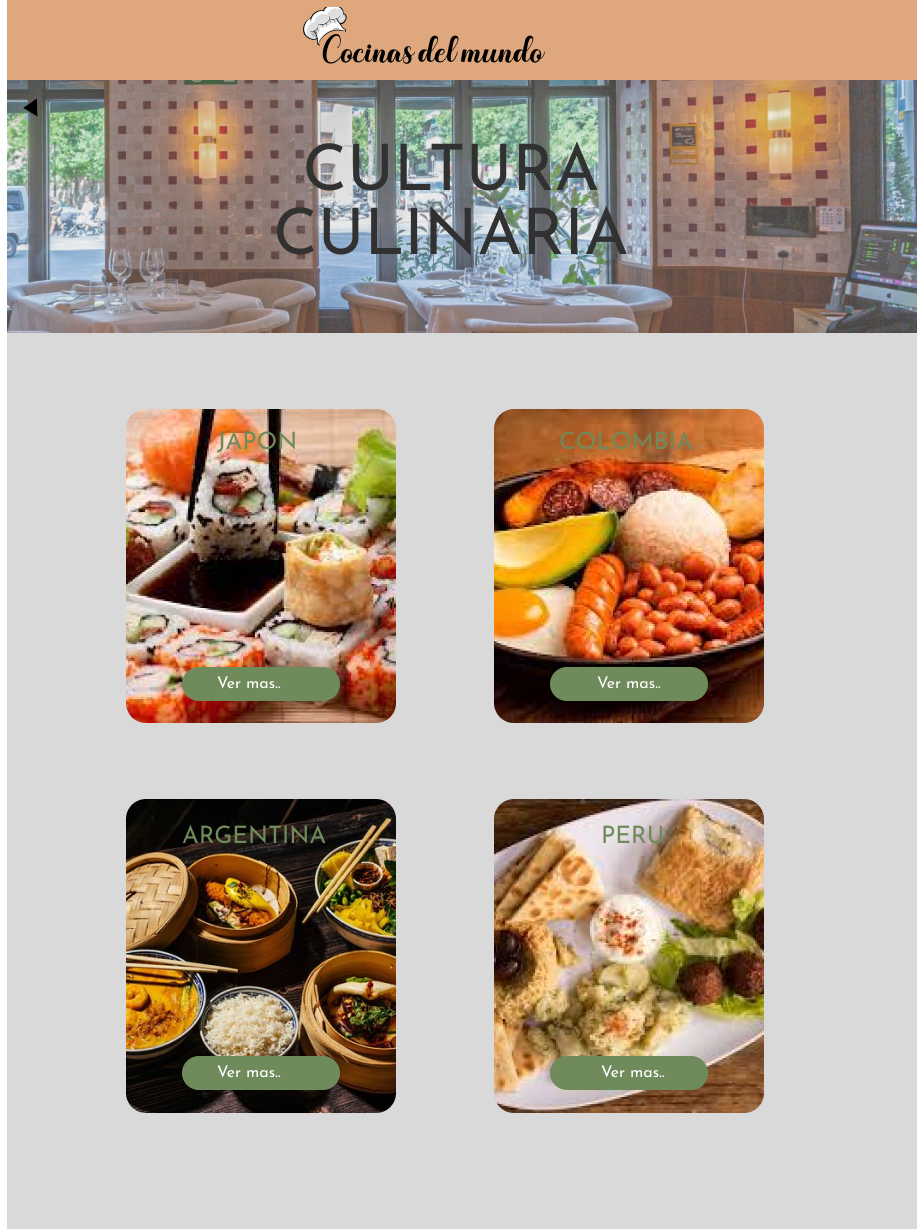 Cocinas del mundo
CULTURA
CULINARIA
JAPON
COLOMBIA
Ver mas..
Ver mas..
ARGENTINA
PERU
Ver mas..
Ver mas..